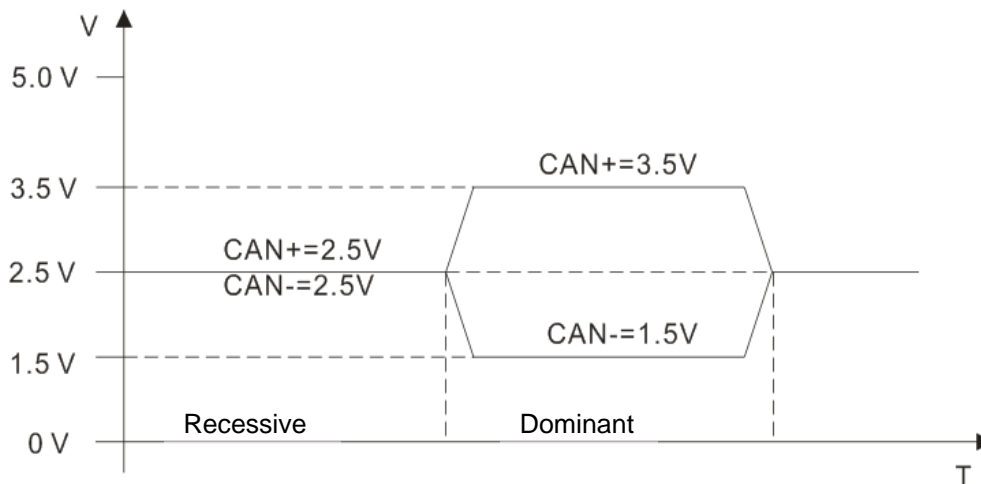 V
5.0 V
CAN+=3.5V
3.5 V
CAN+=2.5V
2.5 V
CAN-=2.5V
CAN-=1.5V
1.5 V
Recessive Dominant
0 V
T